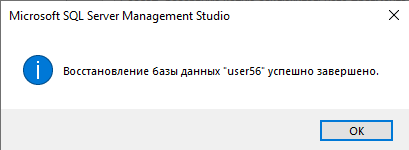 Microsoft SQL Server Management Studio
Восстановление базы данных "user56" успешно завершено.
OK